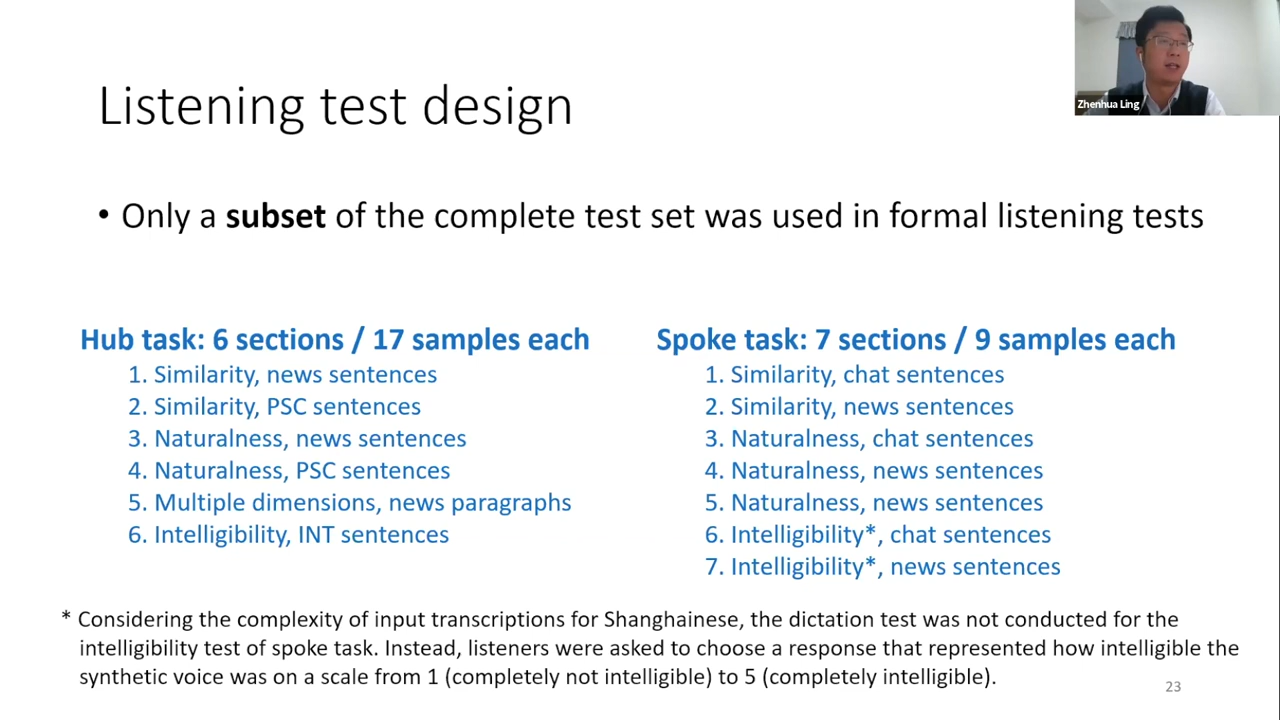 Zhenhua Ling
Listening test design
• Only a subset of the complete test set was used in formal listening tests
Hub task: 6 sections / 17 samples each
1. Similarity, news sentences
2. Similarity, PSC sentences
3. Naturalness, news sentences
4. Naturalness, PSC sentences
5. Multiple dimensions, news paragraphs
6. Intelligibility, INT sentences
Spoke task: 7 sections / 9 samples each
1. Similarity, chat sentences
2. Similarity, news sentences
3. Naturalness, chat sentences
4. Naturalness, news sentences
5. Naturalness, news sentences
6. Intelligibility*, chat sentences
7. Intelligibility*, news sentences
* Considering the complexity of input transcriptions for Shanghainese, the dictation test was not conducted for the
intelligibility test of spoke task. Instead, listeners were asked to choose a response that represented how intelligible the
synthetic voice was on a scale from 1 (completely not intelligible) to 5 (completely intelligible).
23